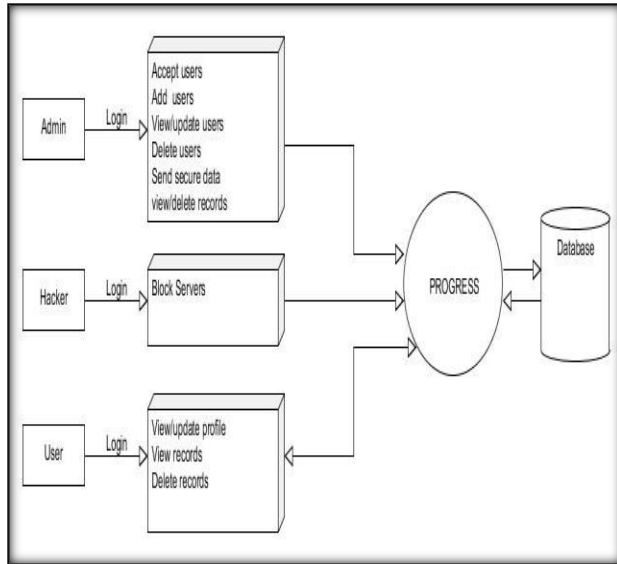 Admin
Login
Accept users
Add users
View/update users
Delete users
Send secure data
view/delete records
Hacker
Login
Block Servers
PROGRESS
Database
User
Login
View/update profile
View records
Delete records